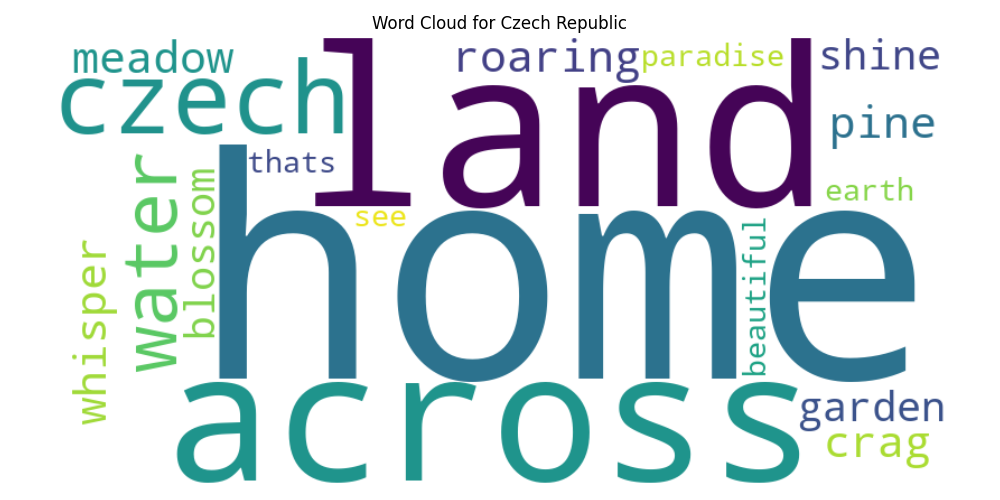 Word Cloud for Czech Republic
meadow
roaring
paradise
shine
czech
land
pine
thats
earth
water
blossom
see
home
whisper
beautiful
across
garden
crag